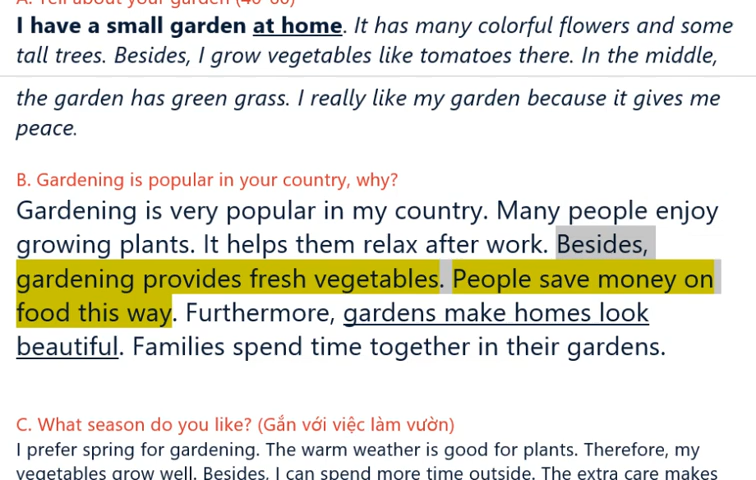 A. Tell about your garden (40-60)
I have a small garden at home. It has many colorful flowers and some
tall trees. Besides, I grow vegetables like tomatoes there. In the middle,
the garden has green grass. I really like my garden because it gives me
peace.
B. Gardening is popular in your country, why?
Gardening is very popular in my country. Many people enjoy
growing plants. It helps them relax after work. Besides,
gardening provides fresh vegetables. People save money on
food this way. Furthermore, gardens make homes look
beautiful. Families spend time together in their gardens.
C. What season do you like? (Gắn với việc làm vườn)
I prefer spring for gardening. The warm weather is good for plants. Therefore, my
vegetables grow well. Besides, I can spend more time outside. The extra care makes